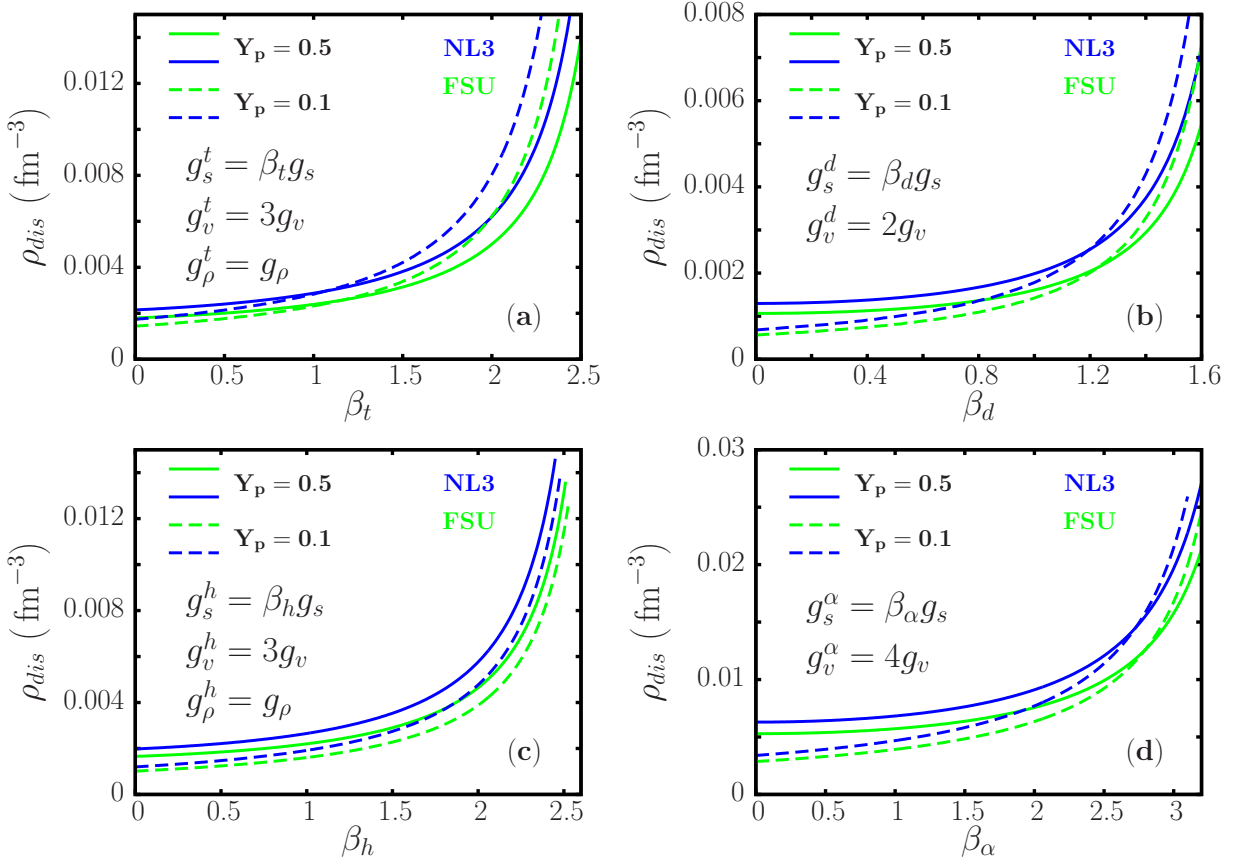 0.012
0.008
0.004
0
ρ_dis ( fm⁻³)
Y_p = 0.5
Y_p = 0.1
NL3
FSU
g_s^t = β_t g_s
g_v^t = 3g_v
g_ρ^t = g_ρ
(a)
0 0.5 1 1.5 2 2.5
β_t
0.008
0.006
0.004
0.002
0
ρ_dis ( fm⁻³)
Y_p = 0.5
Y_p = 0.1
NL3
FSU
g_s^d = β_d g_s
g_v^d = 2g_v
(b)
0 0.4 0.8 1.2 1.6
β_d
0.012
0.008
0.004
0
ρ_dis ( fm⁻³)
Y_p = 0.5
Y_p = 0.1
NL3
FSU
g_s^h = β_h g_s
g_v^h = 3g_v
g_ρ^h = g_ρ
(c)
0 0.5 1 1.5 2 2.5
β_h
0.03
0.02
0.01
0
ρ_dis ( fm⁻³)
Y_p = 0.5
Y_p = 0.1
NL3
FSU
g_s^α = β_α g_s
g_v^α = 4g_v
(d)
0 0.5 1 1.5 2 2.5 3
β_α